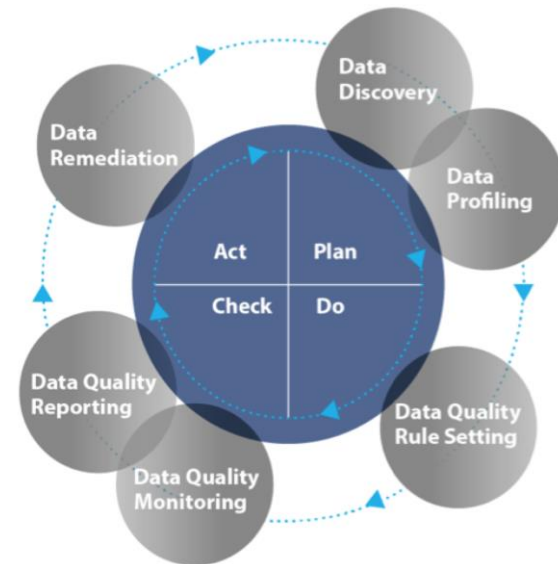 Data
Discovery
Data
Remediation
Data
Profiling
Act
Plan
Check
Do
Data Quality
Reporting
Data Quality
Rule Setting
Data Quality
Monitoring